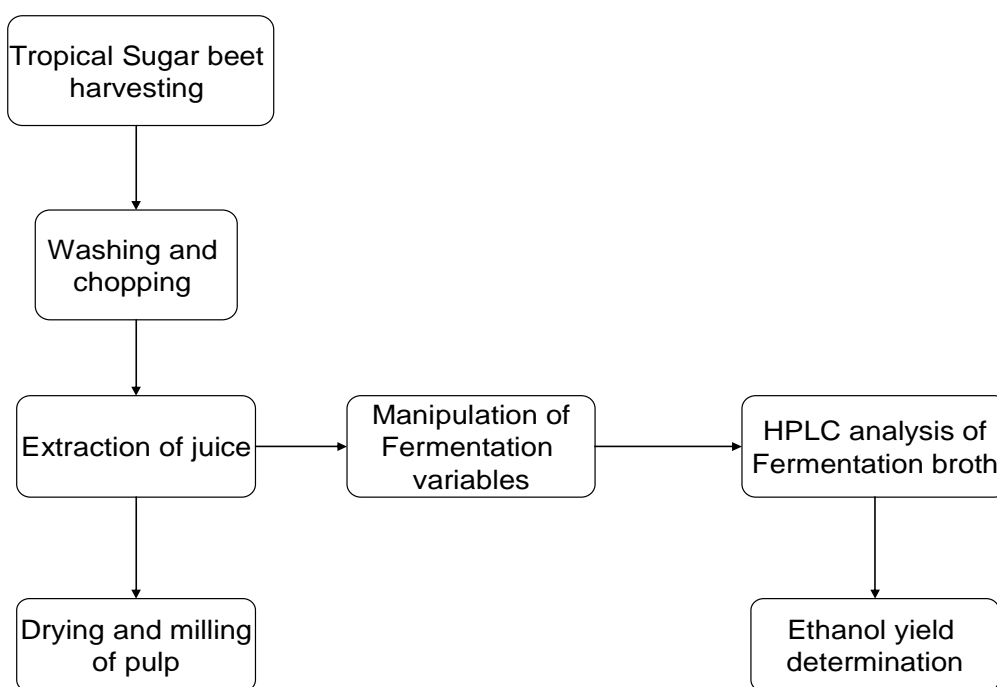 Tropical Sugar beet
harvesting
Washing and
chopping
Extraction of juice
Manipulation of
Fermentation
variables
HPLC analysis of
Fermentation broth
Drying and milling
of pulp
Ethanol yield
determination